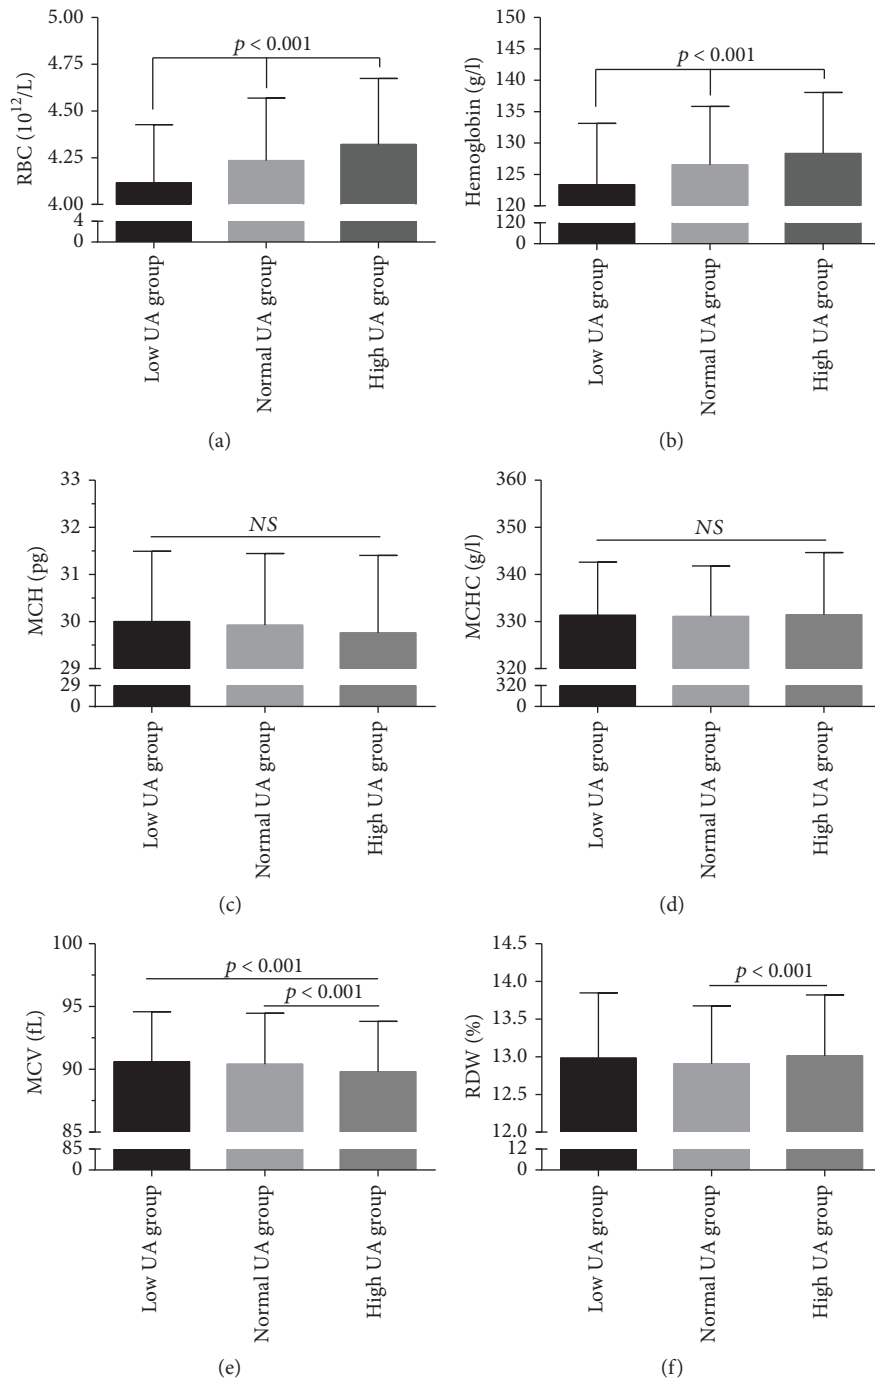 5.00
4.75
4.50
4.25
4.00
4
0
RBC (10¹²/L)
p < 0.001
Low UA group
Normal UA group
High UA group
(a)
150
145
140
135
130
125
120
120
0
Hemoglobin (g/l)
p < 0.001
Low UA group
Normal UA group
High UA group
(b)
33
32
31
30
29
29
0
MCH (pg)
NS
Low UA group
Normal UA group
High UA group
(c)
360
350
340
330
320
320
0
MCHC (g/l)
NS
Low UA group
Normal UA group
High UA group
(d)
100
95
90
85
85
0
MCV (fL)
p < 0.001
p < 0.001
Low UA group
Normal UA group
High UA group
(e)
14.5
14.0
13.5
13.0
12.5
12.0
12
0
RDW (%)
p < 0.001
Low UA group
Normal UA group
High UA group
(f)